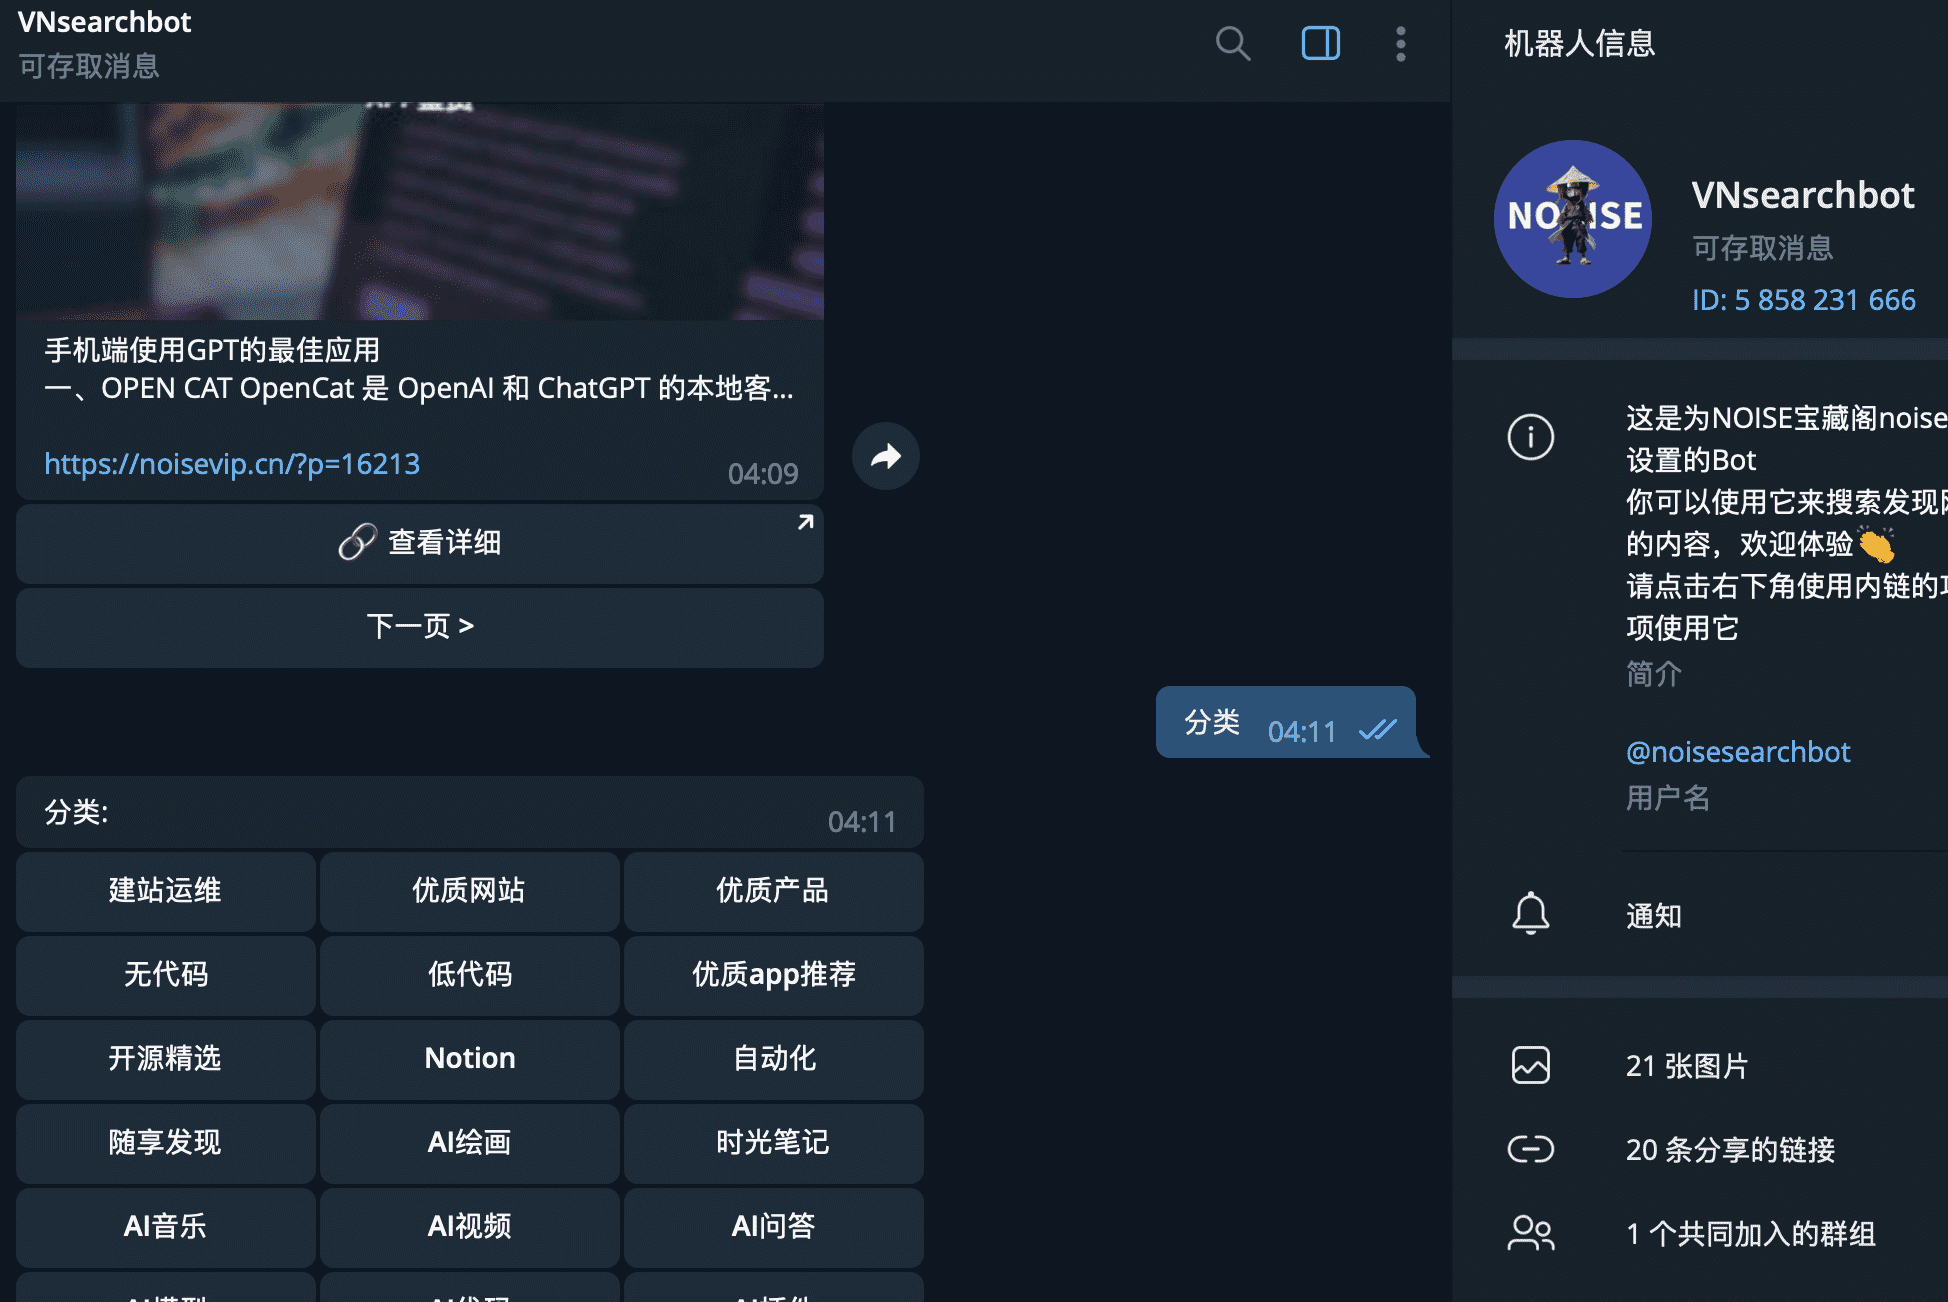 VNsearchbot
可存取消息
手机端使用GPT的最佳应用
一、OPEN CAT OpenCat 是 OpenAI 和 ChatGPT 的本地客...
https://noisevip.cn/?p=16213
04:09
查看详细
下一页 >
分类 04:11
分类:
04:11
建站运维 优质网站 优质产品
无代码 低代码 优质app推荐
开源精选 Notion 自动化
随享发现 AI绘画 时光笔记
AI音乐 AI视频 AI问答
机器人信息
NOISE
VNsearchbot
可存取消息
ID: 5 858 231 666
这是为NOISE宝藏阁noise
设置的Bot
你可以使用它来搜索发现
的内容，欢迎体验👏
请点击右下角使用内链的
项使用它
简介
@noisesearchbot
用户名
通知
21 张图片
20 条分享的链接
1 个共同加入的群组